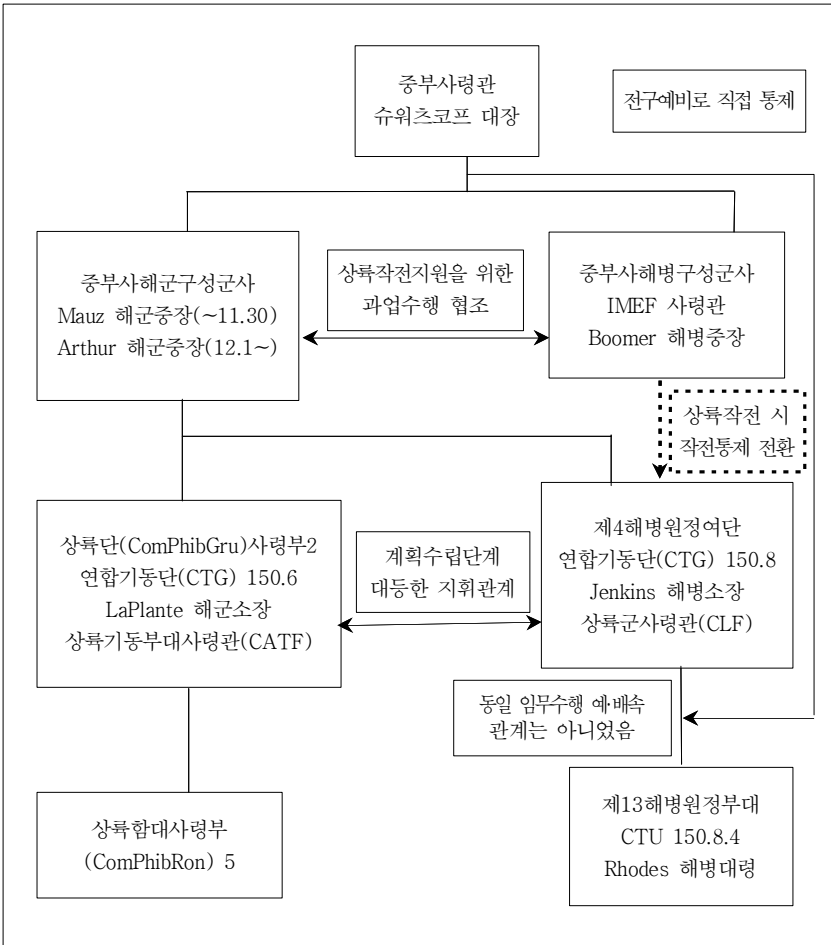 중부사령관
슈워츠코프 대장
전구예비로 직접 통제
중부사해군구성군사
Mauz 해군중장(~11.30)
Arthur 해군중장(12.1~)
상륙작전지원을 위한
과업수행 협조
중부사해병구성군사
IMEF 사령관
Boomer 해병중장
상륙작전 시
작전통제 전환
상륙단(ComPhibGru)사령부2
연합기동단(CTG) 150.6
LaPlante 해군소장
상륙기동부대사령관(CATF)
계획수립단계
대등한 지휘관계
제4해병원정여단
연합기동단(CTG) 150.8
Jenkins 해병소장
상륙군사령관(CLF)
동일 임무수행 예·배속
관계는 아니었음
상륙함대사령부
(ComPhibRon) 5
제13해병원정부대
CTU 150.8.4
Rhodes 해병대령